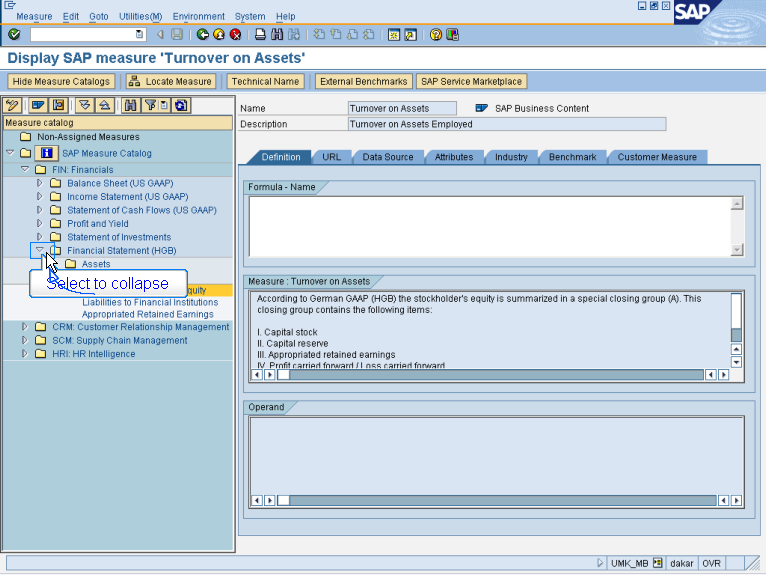 Measure Edit Goto Utilities(M) Environment System Help
SAP
Display SAP measure 'Turnover on Assets'
Hide Measure Catalogs Locate Measure Technical Name External Benchmarks SAP Service Marketplace
Measure catalog
Non-Assigned Measures
SAP Measure Catalog
FIN: Financials
Balance Sheet (US GAAP)
Income Statement (US GAAP)
Statement of Cash Flows (US GAAP)
Profit and Yield
Statement of Investments
Financial Statement (HGB)
Assets
Select to collapse
quity
Liabilities to Financial Institutions
Appropriated Retained Earnings
CRM: Customer Relationship Management
SCM: Supply Chain Management
HRI: HR Intelligence
Name Turnover on Assets SAP Business Content
Description Turnover on Assets Employed
Definition URL Data Source Attributes Industry Benchmark Customer Measure
Formula - Name
Measure : Turnover on Assets
According to German GAAP (HGB) the stockholder's equity is summarized in a special closing group (A). This
closing group contains the following items:
I. Capital stock
II. Capital reserve
III. Appropriated retained earnings
IV. Profit carried forward / Loss carried forward
Operand
UMK_MB dakar OVR